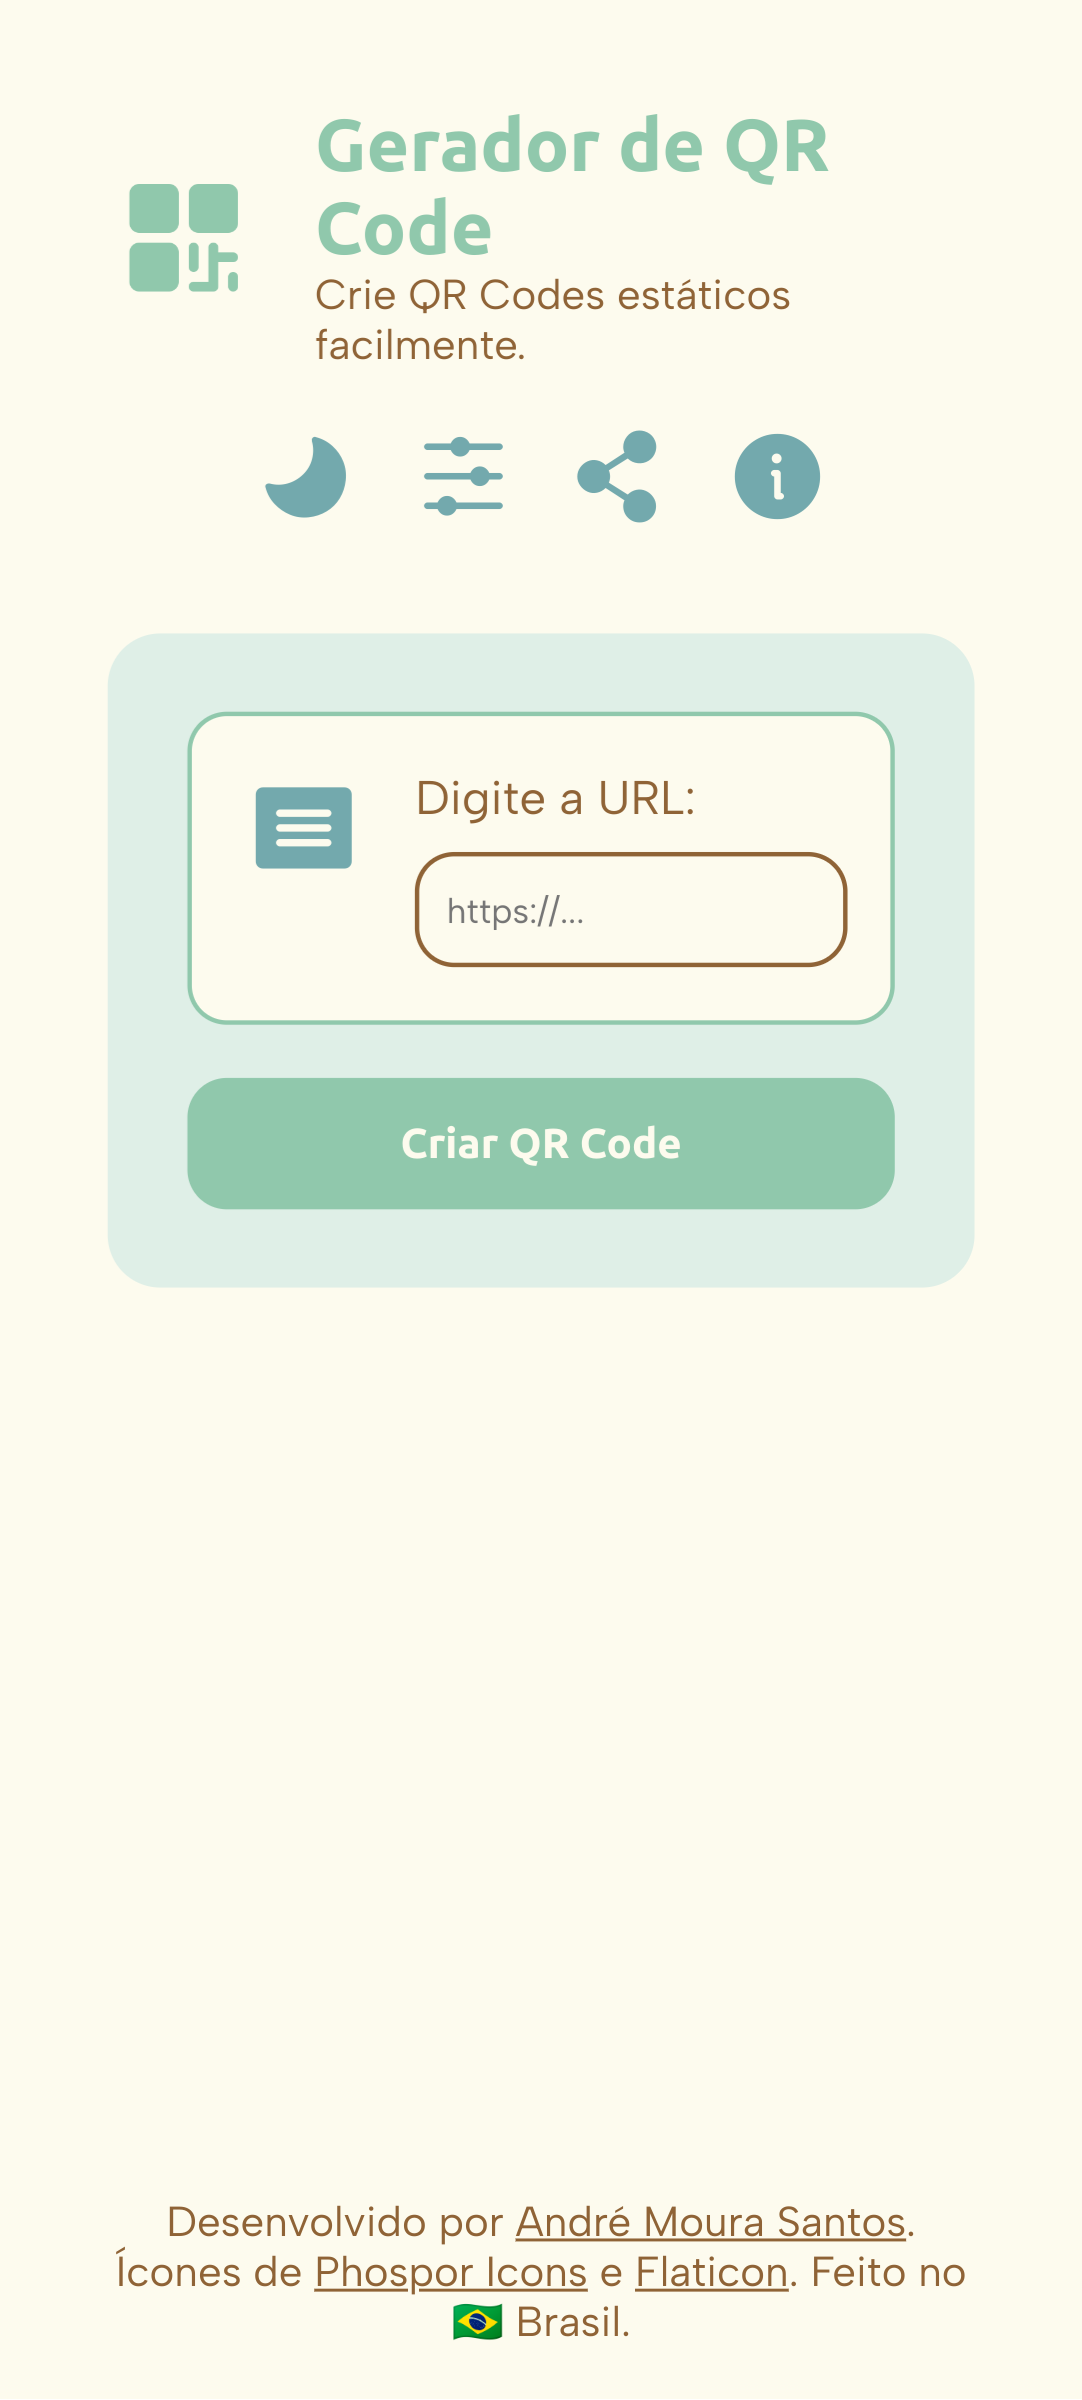 Gerador de QR
Code
Crie QR Codes estáticos
facilmente.
Digite a URL:
https://...
Criar QR Code
Desenvolvido por André Moura Santos.
Ícones de Phospor Icons e Flaticon. Feito no
🇧🇷 Brasil.